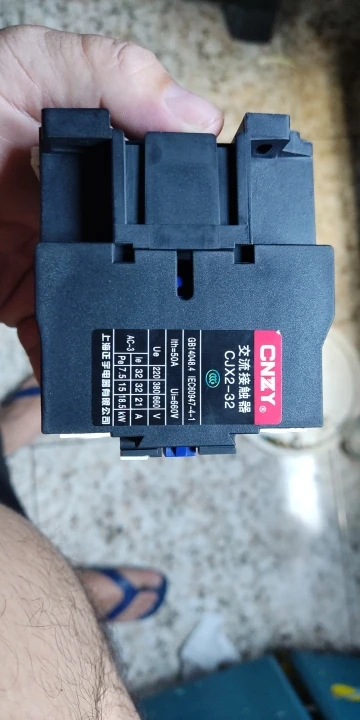 CNZY®
交流接触器
CJX2-32
CCC
GB14048.4 IEC60947-4-1
Ith=50A Ui=660V
Ue 220 380 660 V
AC-3 Ie 32 32 21 A
Pe 7.5 15 18.5 kW
上海正宇电器有限公司